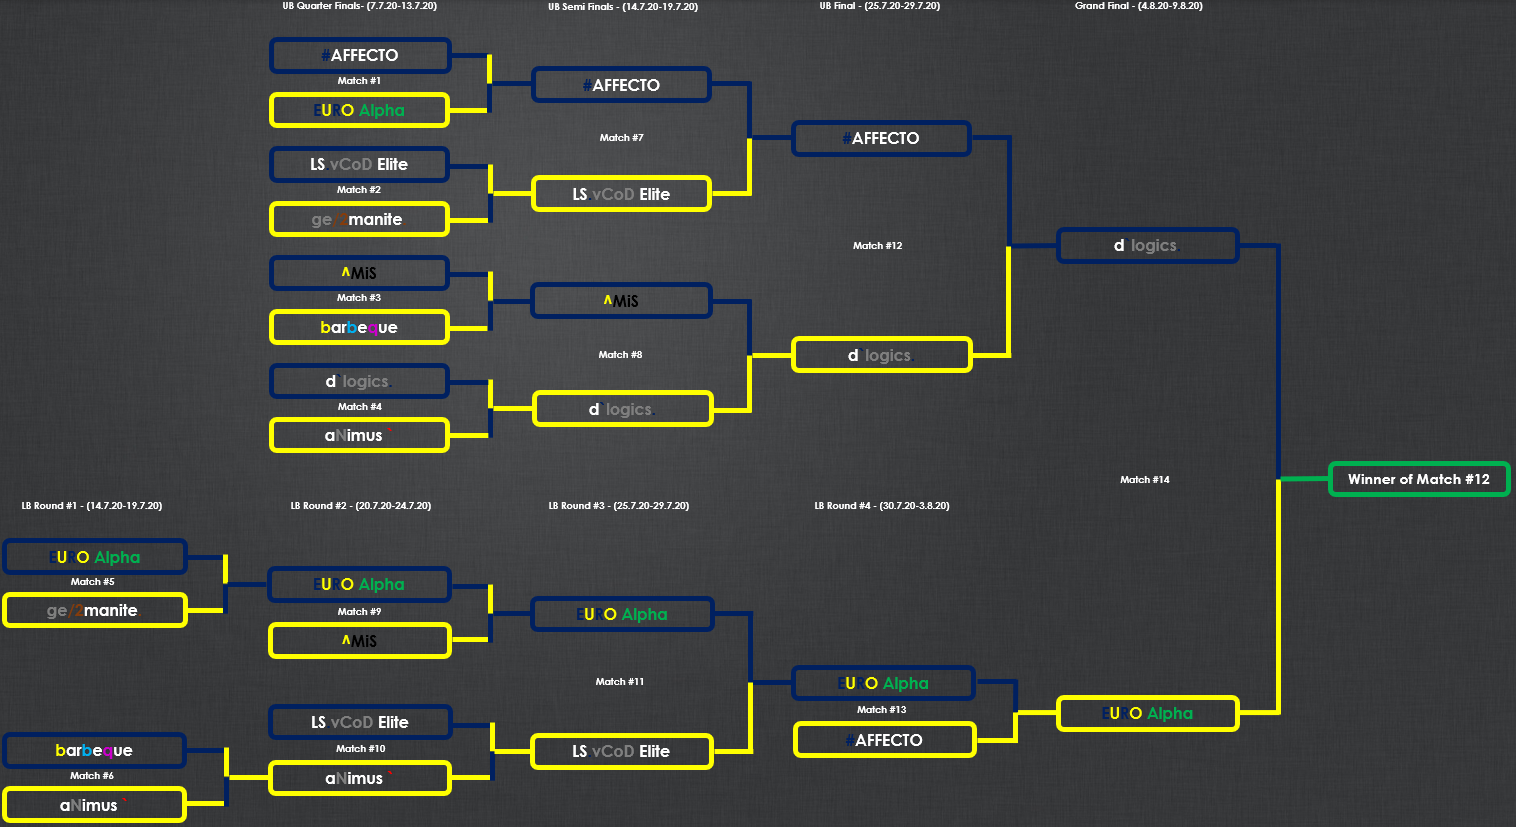 UB Quarter Finals- (7.7.20-13.7.20)
UB Semi Finals - (14.7.20-19.7.20)
UB Final - (25.7.20-29.7.20)
Grand Final - (4.8.20-9.8.20)
#AFFECTO
Match #1
EURO Alpha
LS.vCoD Elite
Match #2
ge/2manite
^MiS
Match #3
barbeque
d`logics.
Match #4
aNimus `
#AFFECTO
Match #7
LS.vCoD Elite
^MiS
Match #8
d`logics.
#AFFECTO
Match #12
d`logics.
d`logics.
Match #14
Winner of Match #12
LB Round #1 - (14.7.20-19.7.20)
LB Round #2 - (20.7.20-24.7.20)
LB Round #3 - (25.7.20-29.7.20)
LB Round #4 - (30.7.20-3.8.20)
EURO Alpha
Match #5
ge/2manite
barbeque
Match #6
aNimus `
EURO Alpha
Match #9
^MiS
LS.vCoD Elite
Match #10
aNimus `
EURO Alpha
Match #11
LS.vCoD Elite
EURO Alpha
Match #13
#AFFECTO
EURO Alpha